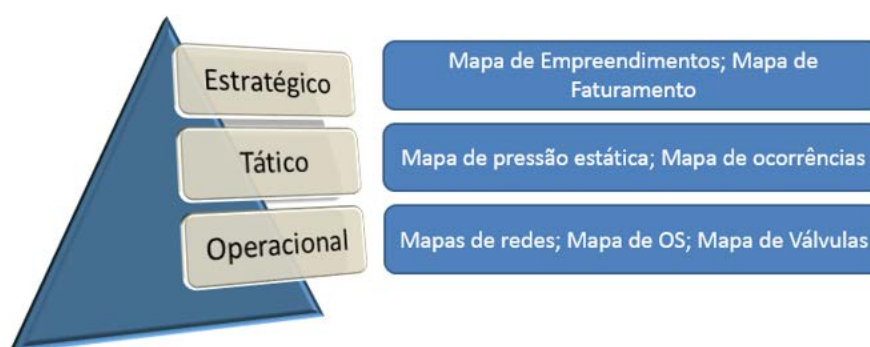 Estratégico
Mapa de Empreendimentos; Mapa de
Faturamento
Tático
Mapa de pressão estática; Mapa de ocorrências
Operacional
Mapas de redes; Mapa de OS; Mapa de Válvulas